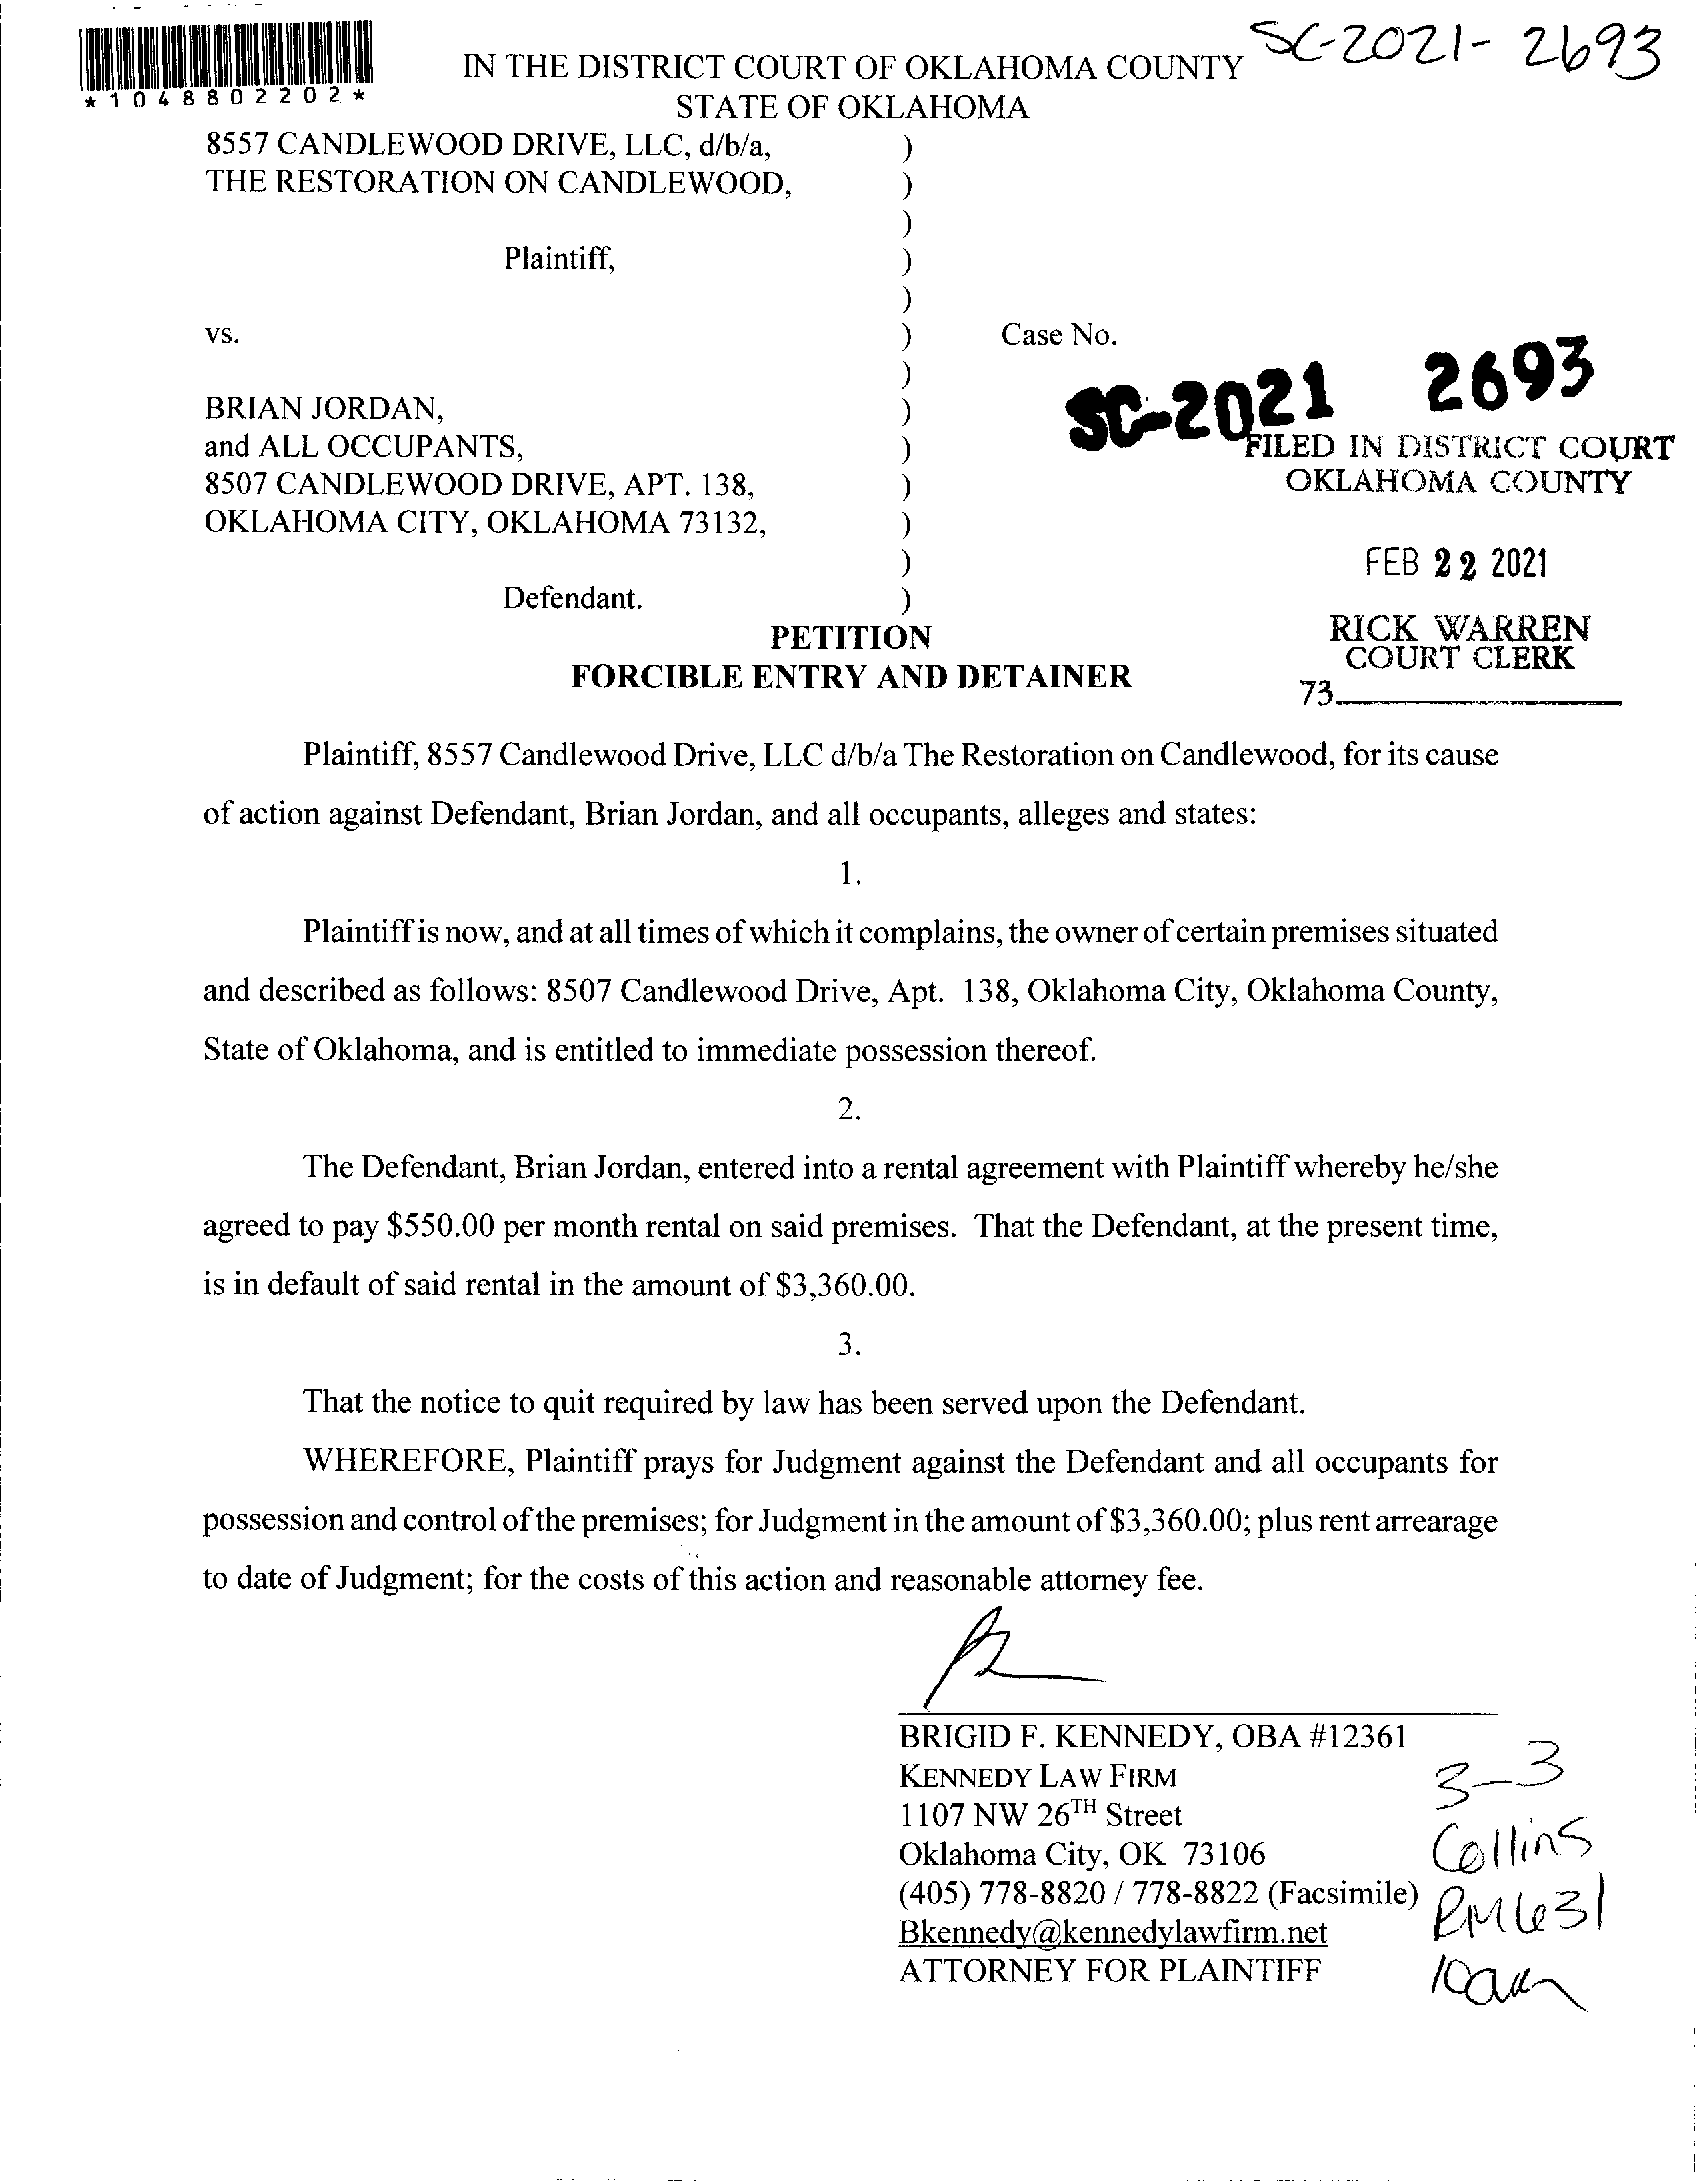 SC-2021-2693
*1048802202*
IN THE DISTRICT COURT OF OKLAHOMA COUNTY
STATE OF OKLAHOMA
8557 CANDLEWOOD DRIVE, LLC, d/b/a, )
THE RESTORATION ON CANDLEWOOD, )
)
Plaintiff, )
)
vs. ) Case No.
)
SC-2021 2693
BRIAN JORDAN, )
and ALL OCCUPANTS, )
8507 CANDLEWOOD DRIVE, APT. 138, )
OKLAHOMA CITY, OKLAHOMA 73132, )
)
Defendant. )
FILED IN DISTRICT COURT
OKLAHOMA COUNTY
FEB 22 2021
RICK WARREN
COURT CLERK
73
PETITION
FORCIBLE ENTRY AND DETAINER
Plaintiff, 8557 Candlewood Drive, LLC d/b/a The Restoration on Candlewood, for its cause
of action against Defendant, Brian Jordan, and all occupants, alleges and states:
1.
Plaintiff is now, and at all times of which it complains, the owner of certain premises situated
and described as follows: 8507 Candlewood Drive, Apt. 138, Oklahoma City, Oklahoma County,
State of Oklahoma, and is entitled to immediate possession thereof.
2.
The Defendant, Brian Jordan, entered into a rental agreement with Plaintiff whereby he/she
agreed to pay $550.00 per month rental on said premises. That the Defendant, at the present time,
is in default of said rental in the amount of $3,360.00.
3.
That the notice to quit required by law has been served upon the Defendant.
WHEREFORE, Plaintiff prays for Judgment against the Defendant and all occupants for
possession and control of the premises; for Judgment in the amount of $3,360.00; plus rent arrearage
to date of Judgment; for the costs of this action and reasonable attorney fee.
BRIGID F. KENNEDY, OBA #12361
KENNEDY LAW FIRM
1107 NW 26TH Street
Oklahoma City, OK 73106
(405) 778-8820 / 778-8822 (Facsimile)
Bkennedy@kennedylawfirm.net
ATTORNEY FOR PLAINTIFF
3-3
Collins
RM 631
10am